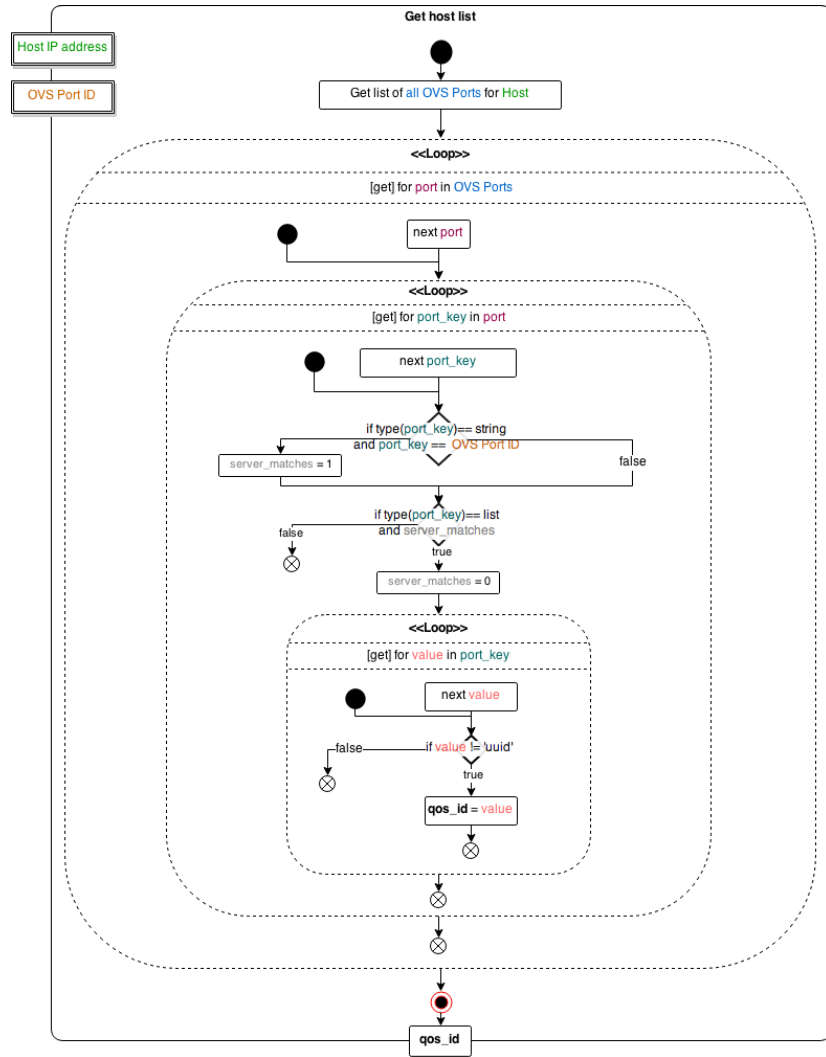 Get host list
Host IP address
OVS Port ID
Get list of all OVS Ports for Host
<<Loop>>
[get] for port in OVS Ports
next port
<<Loop>>
[get] for port_key in port
next port_key
if type(port_key)== string
and port_key == OVS Port ID
server_matches = 1
false
if type(port_key)== list
and server_matches
false
true
server_matches = 0
<<Loop>>
[get] for value in port_key
next value
if value != 'uuid'
false
true
qos_id = value
qos_id